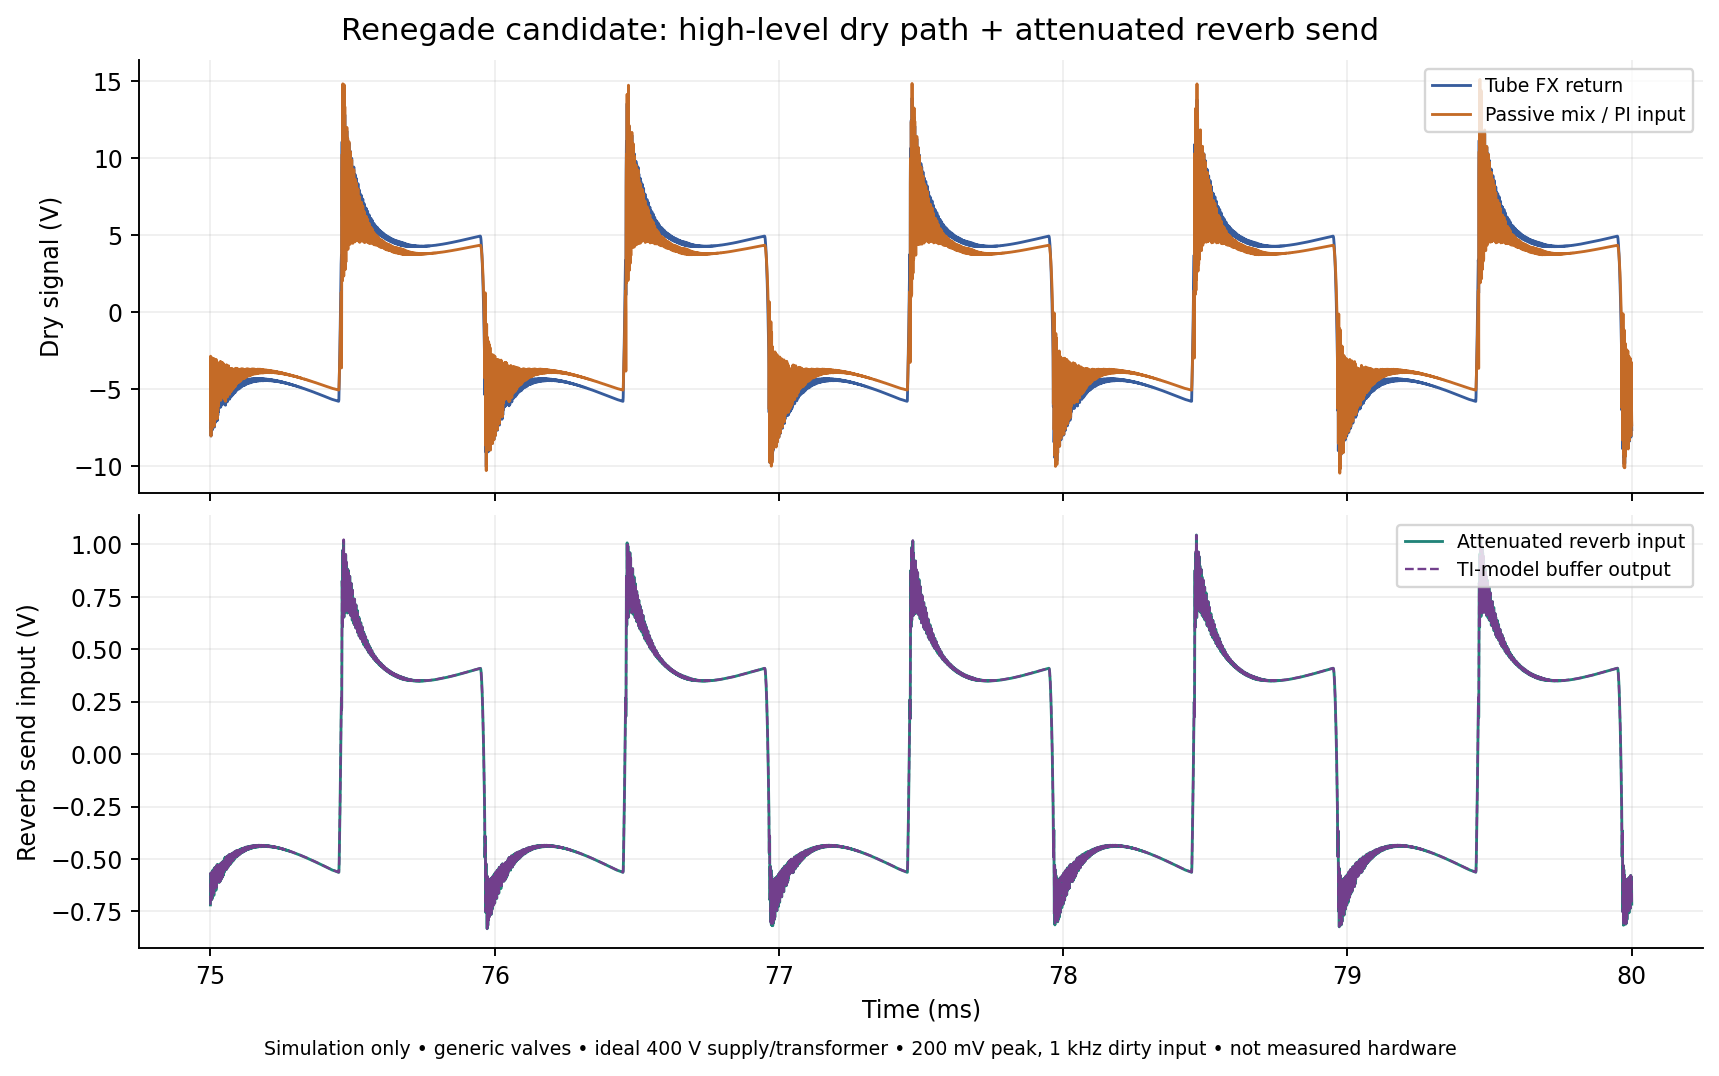 Renegade candidate: high-level dry path + attenuated reverb send
Dry signal (V)
15
10
5
0
−5
−10
Tube FX return
Passive mix / PI input
Reverb send input (V)
1.00
0.75
0.50
0.25
0.00
−0.25
−0.50
−0.75
Attenuated reverb input
TI-model buffer output
75
76
77
78
79
80
Time (ms)
Simulation only • generic valves • ideal 400 V supply/transformer • 200 mV peak, 1 kHz dirty input • not measured hardware